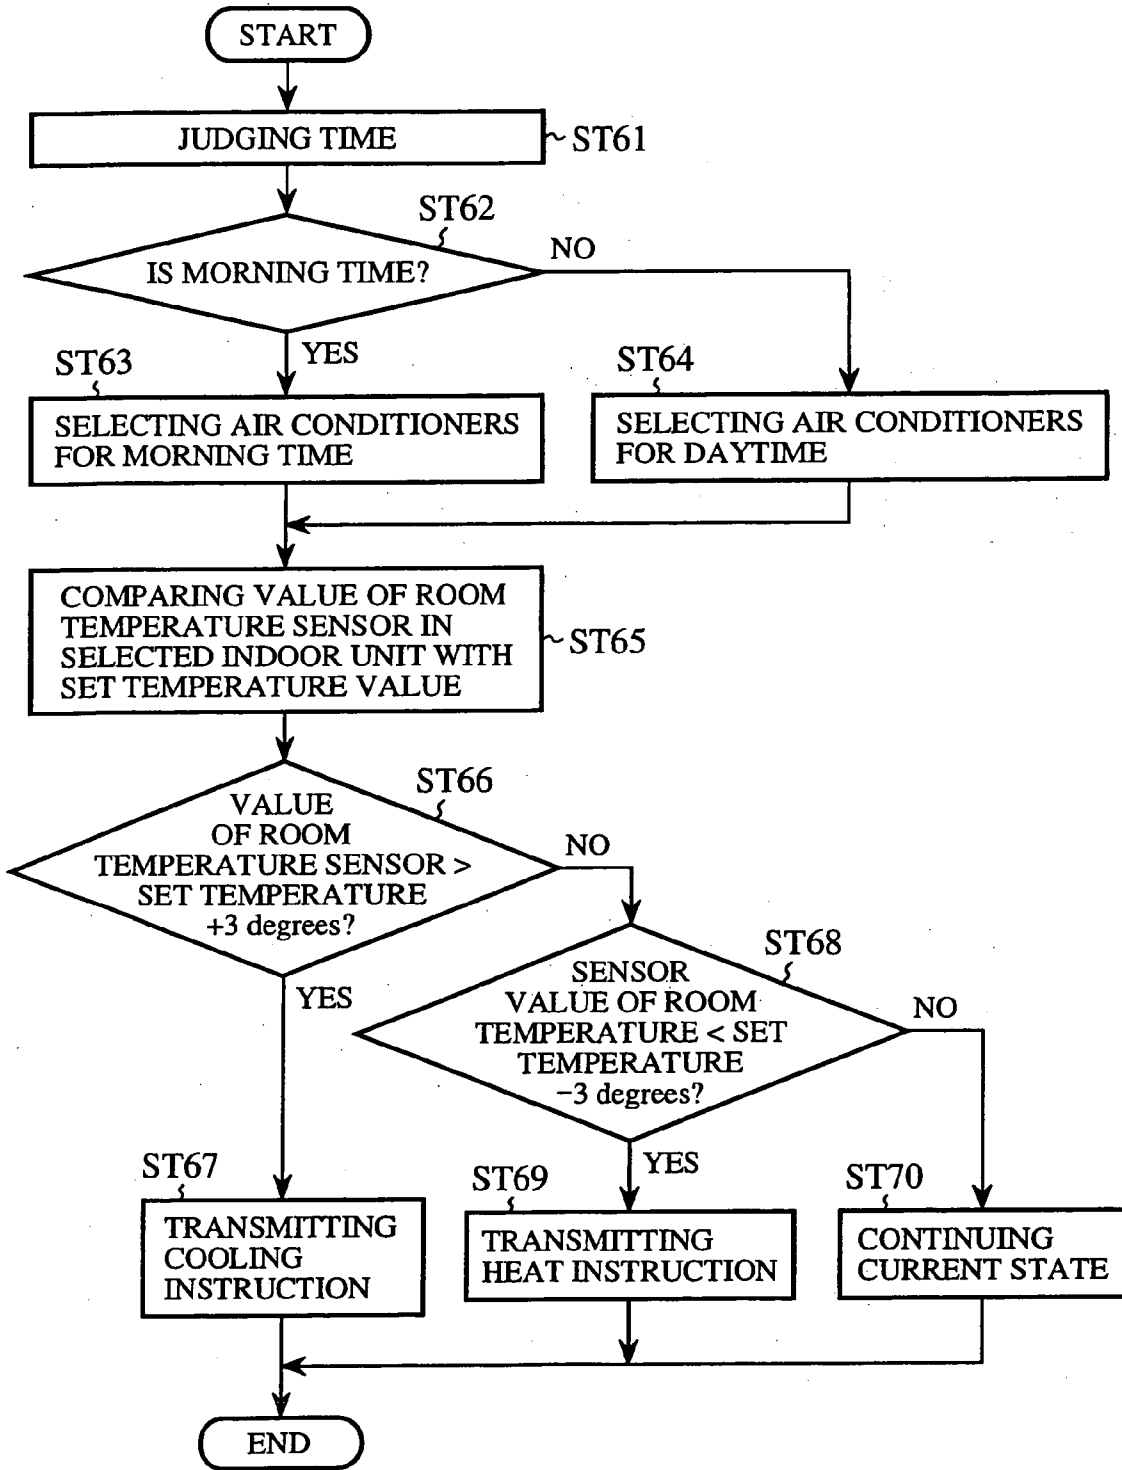 START
JUDGING TIME
ST61
ST62
IS MORNING TIME?
NO
YES
ST63
SELECTING AIR CONDITIONERS
FOR MORNING TIME
ST64
SELECTING AIR CONDITIONERS
FOR DAYTIME
COMPARING VALUE OF ROOM
TEMPERATURE SENSOR IN
SELECTED INDOOR UNIT WITH
SET TEMPERATURE VALUE
ST65
ST66
VALUE
OF ROOM
TEMPERATURE SENSOR >
SET TEMPERATURE
+3 degrees?
NO
YES
ST68
SENSOR
VALUE OF ROOM
TEMPERATURE < SET
TEMPERATURE
−3 degrees?
NO
YES
ST67
TRANSMITTING
COOLING
INSTRUCTION
ST69
TRANSMITTING
HEAT INSTRUCTION
ST70
CONTINUING
CURRENT STATE
END